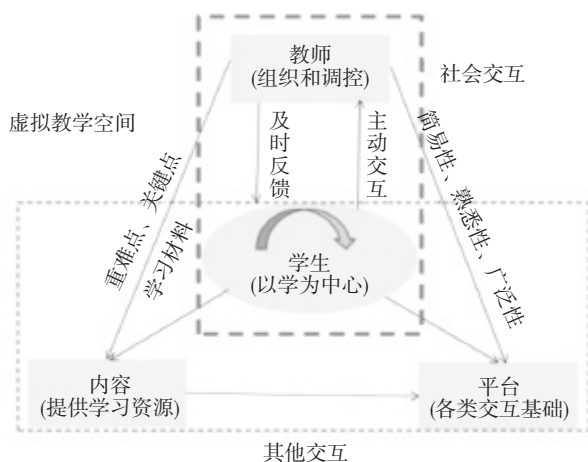 教师
(组织和调控)
社会交互
虚拟教学空间
及时反馈
主动交互
简易性、熟悉性、广泛性
重难点、关键点
学习材料
学生
(以学为中心)
内容
(提供学习资源)
平台
(各类交互基础)
其他交互